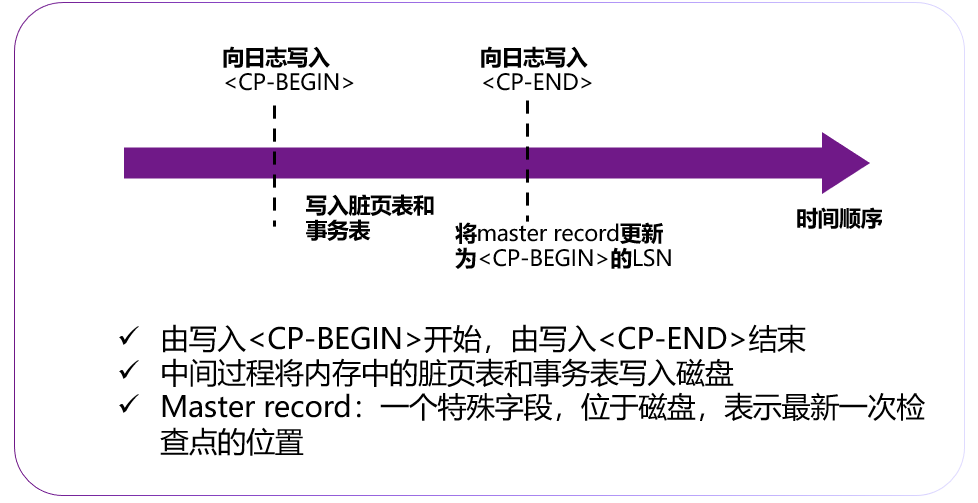 向日志写入
<CP-BEGIN>
向日志写入
<CP-END>
写入脏页表和
事务表
将master record更新
为<CP-BEGIN>的LSN
时间顺序
✓ 由写入<CP-BEGIN>开始，由写入<CP-END>结束
✓ 中间过程将内存中的脏页表和事务表写入磁盘
✓ Master record：一个特殊字段，位于磁盘，表示最新一次检
查点的位置